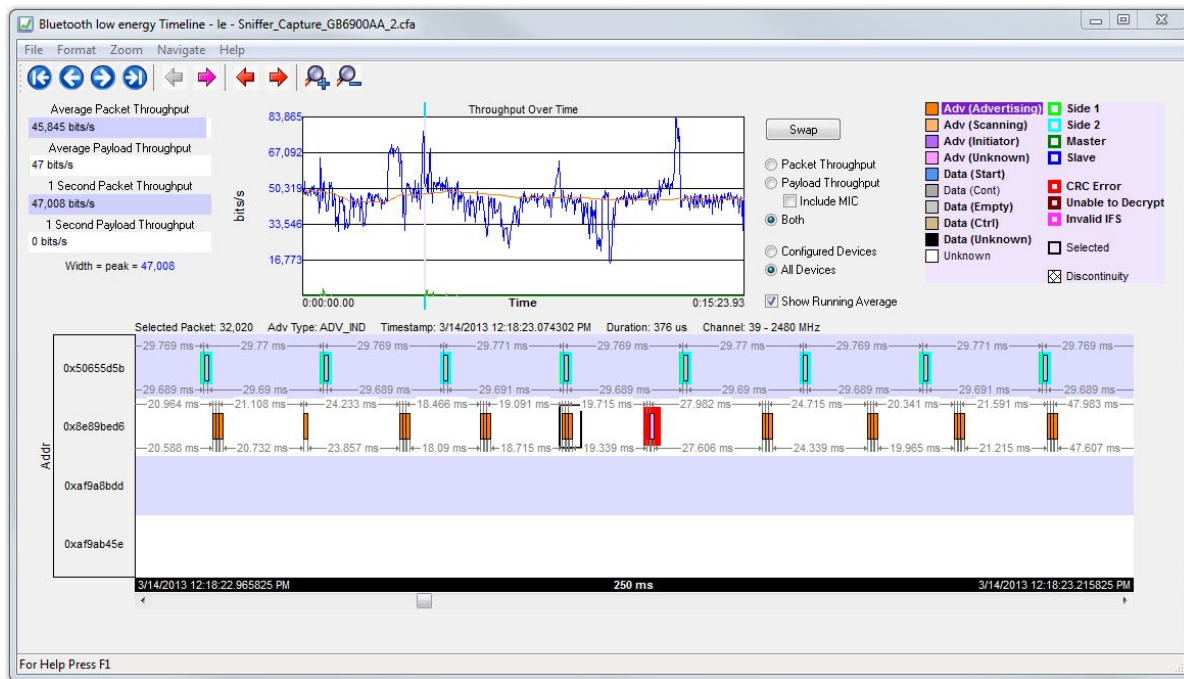 Bluetooth low energy Timeline - le - Sniffer_Capture_GB6900AA_2.cfa
File Format Zoom Navigate Help
Average Packet Throughput
45,845 bits/s
Average Payload Throughput
47 bits/s
1 Second Packet Throughput
47,008 bits/s
1 Second Payload Throughput
0 bits/s
Width = peak = 47,008
Throughput Over Time
83,865
67,092
50,319
33,546
16,773
bits/s
0:00:00.00 Time 0:15:23.93
Swap
Packet Throughput
Payload Throughput
Include MIC
Both
Configured Devices
All Devices
Show Running Average
Adv (Advertising)
Adv (Scanning)
Adv (Initiator)
Adv (Unknown)
Data (Start)
Data (Cont)
Data (Empty)
Data (Ctrl)
Data (Unknown)
Unknown
Side 1
Side 2
Master
Slave
CRC Error
Unable to Decrypt
Invalid IFS
Selected
Discontinuity
Selected Packet: 32,020 Adv Type: ADV_IND Timestamp: 3/14/2013 12:18:23.074302 PM Duration: 376 us Channel: 39 - 2480 MHz
Addr
29.769 ms 29.77 ms 29.769 ms 29.771 ms 29.769 ms 29.77 ms 29.769 ms 29.771 ms 29.769 ms
0x50655d5b
29.689 ms 29.69 ms 29.689 ms 29.691 ms 29.689 ms 29.69 ms 29.689 ms 29.691 ms 29.689 ms
20.964 ms 21.108 ms 24.233 ms 18.466 ms 19.091 ms 19.715 ms 27.982 ms 24.715 ms 20.341 ms 21.591 ms 47.983 ms
0x8e89bed6
20.588 ms 20.732 ms 23.857 ms 18.09 ms 18.715 ms 19.339 ms 27.606 ms 24.339 ms 19.965 ms 21.215 ms 47.607 ms
0xaf9a8bdd
0xaf9ab45e
3/14/2013 12:18:22.965825 PM 250 ms 3/14/2013 12:18:23.215825 PM
For Help Press F1